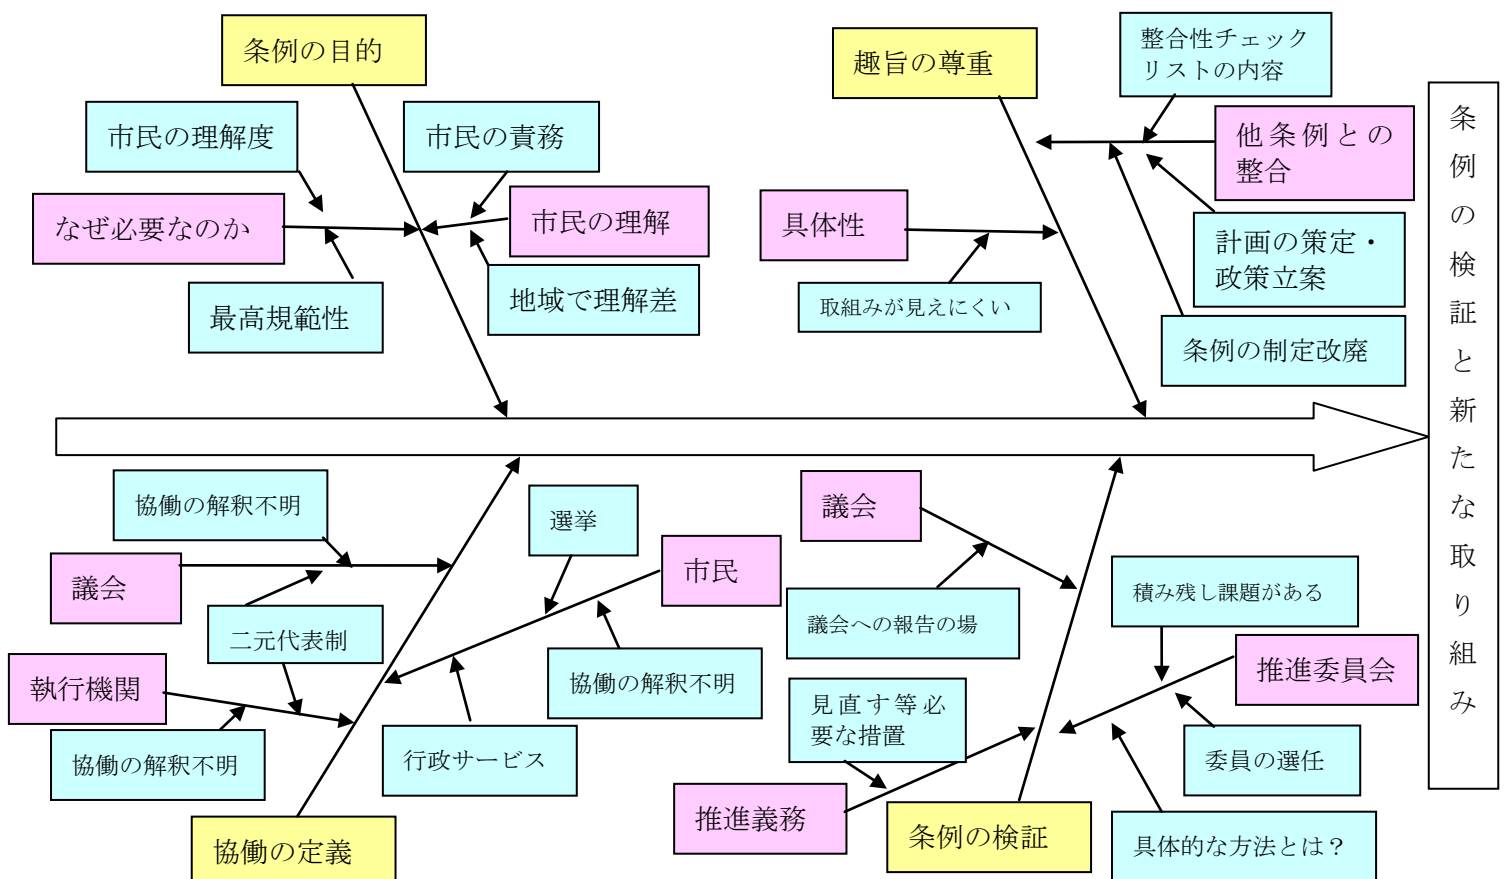 条例の目的
趣旨の尊重
整合性チェック
リストの内容
市民の理解度
市民の責務
他条例との
整合
なぜ必要なのか
市民の理解
具体性
計画の策定・
政策立案
最高規範性
地域で理解差
取組みが見えにくい
条例の制定改廃
条例の検証と新たな取り組み
協働の解釈不明
選挙
議会
市民
議会
二元代表制
積み残し課題がある
議会への報告の場
執行機関
協働の解釈不明
推進委員会
見直す等必
要な措置
協働の解釈不明
行政サービス
委員の選任
推進義務
条例の検証
協働の定義
具体的な方法とは？